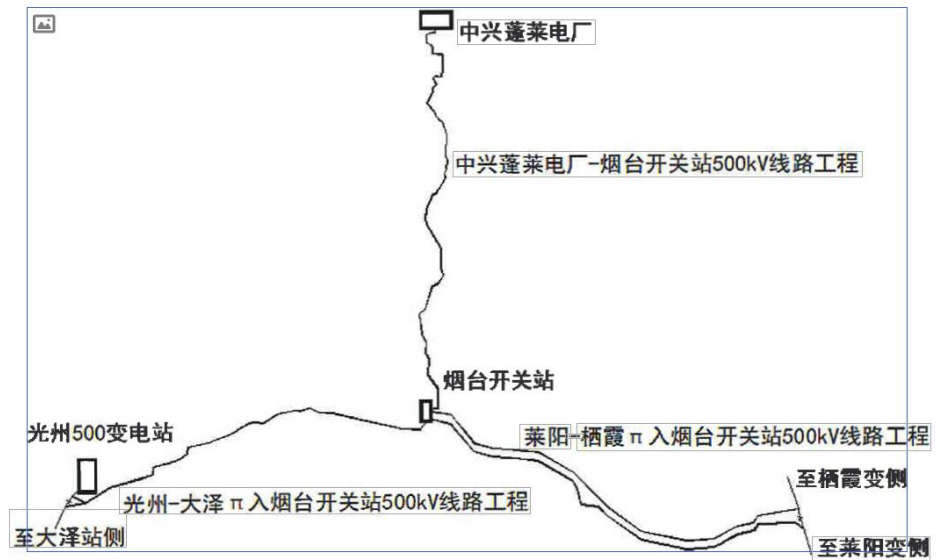 中兴蓬莱电厂
中兴蓬莱电厂-烟台开关站500kV线路工程
烟台开关站
光州500变电站
莱阳-栖霞π入烟台开关站500kV线路工程
至栖霞变侧
光州-大泽π入烟台开关站500kV线路工程
至大泽站侧
至莱阳变侧